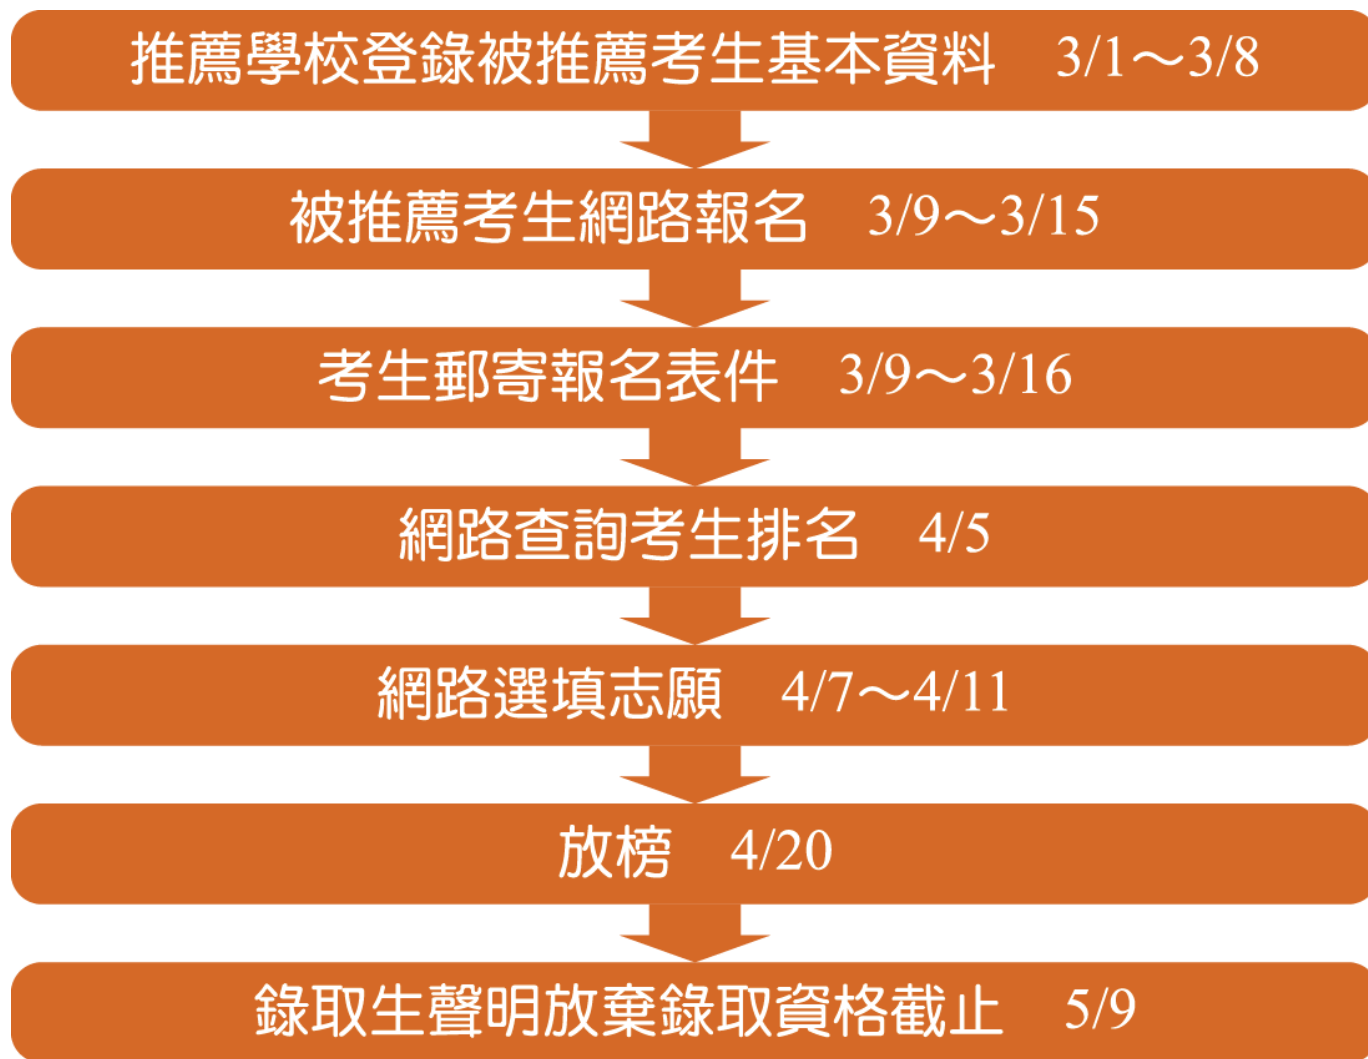 推薦學校登錄被推薦考生基本資料 3/1～3/8
被推薦考生網路報名 3/9～3/15
考生郵寄報名表件 3/9～3/16
網路查詢考生排名 4/5
網路選填志願 4/7～4/11
放榜 4/20
錄取生聲明放棄錄取資格截止 5/9